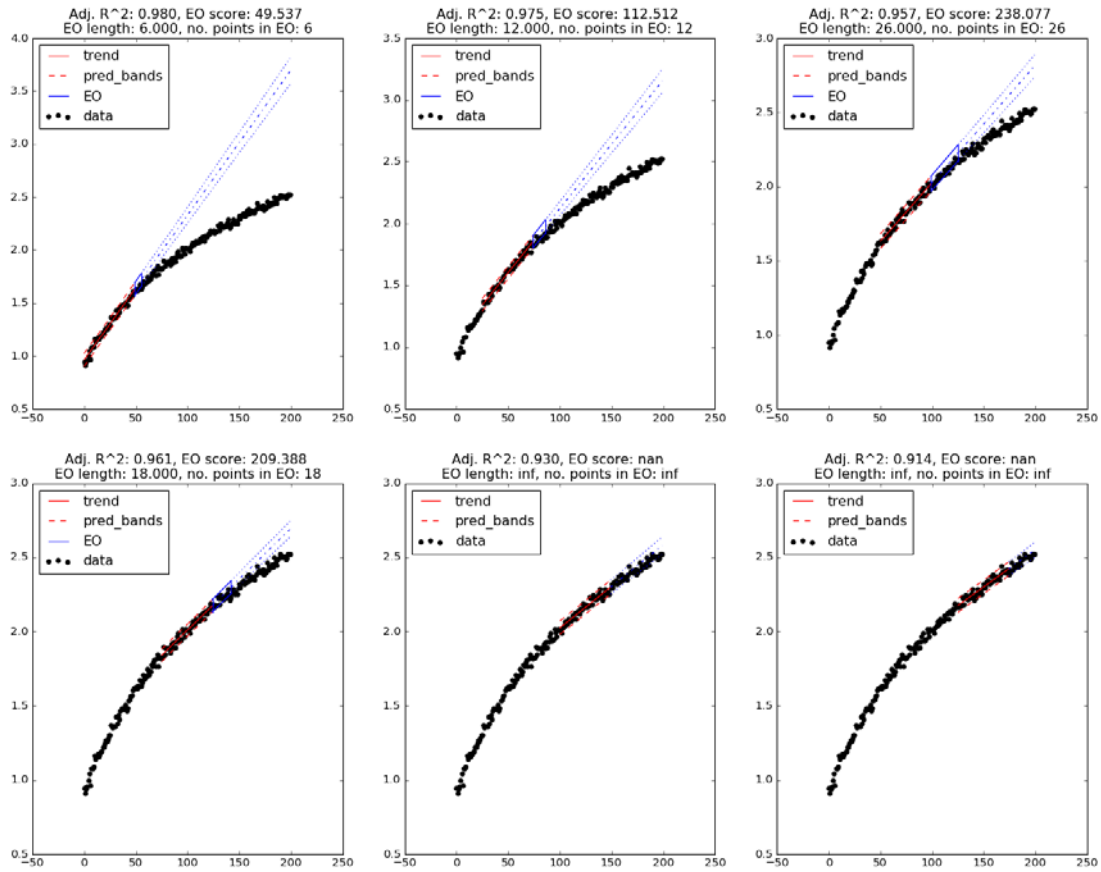 Adj. R^2: 0.980, EO score: 49.537
EO length: 6.000, no. points in EO: 6
4.0
3.5
3.0
2.5
2.0
1.5
1.0
0.5
trend
pred_bands
EO
data
−50 0 50 100 150 200 250
Adj. R^2: 0.975, EO score: 112.512
EO length: 12.000, no. points in EO: 12
3.5
3.0
2.5
2.0
1.5
1.0
0.5
trend
pred_bands
EO
data
−50 0 50 100 150 200 250
Adj. R^2: 0.957, EO score: 238.077
EO length: 26.000, no. points in EO: 26
3.0
2.5
2.0
1.5
1.0
0.5
trend
pred_bands
EO
data
−50 0 50 100 150 200 250
Adj. R^2: 0.961, EO score: 209.388
EO length: 18.000, no. points in EO: 18
3.0
2.5
2.0
1.5
1.0
0.5
trend
pred_bands
EO
data
−50 0 50 100 150 200 250
Adj. R^2: 0.930, EO score: nan
EO length: inf, no. points in EO: inf
3.0
2.5
2.0
1.5
1.0
0.5
trend
pred_bands
data
−50 0 50 100 150 200 250
Adj. R^2: 0.914, EO score: nan
EO length: inf, no. points in EO: inf
3.0
2.5
2.0
1.5
1.0
0.5
trend
pred_bands
data
−50 0 50 100 150 200 250